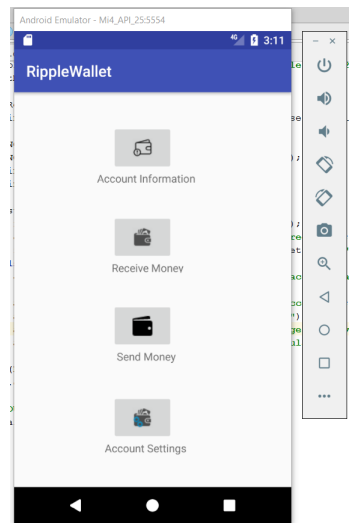 Android Emulator - Mi4_API_25:5554
4G 3:11
RippleWallet
Account Information
Receive Money
Send Money
Account Settings